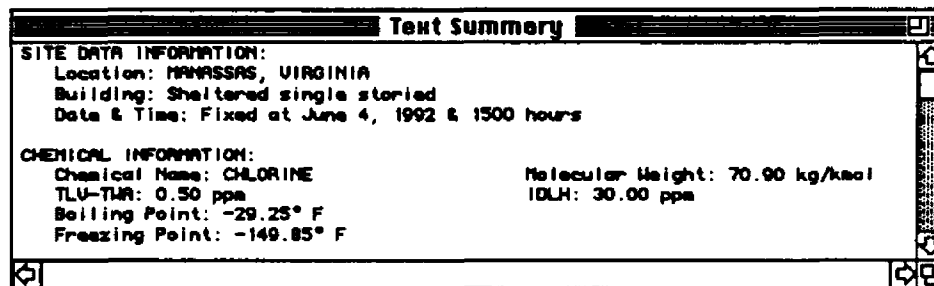 Text Summary
SITE DATA INFORMATION:
Location: MANASSAS, VIRGINIA
Building: Sheltered single storied
Date & Time: Fixed at June 4, 1992 & 1500 hours
CHEMICAL INFORMATION:
Chemical Name: CHLORINE Molecular Weight: 70.90 kg/kmol
TLV-TWA: 0.50 ppm IDLH: 30.00 ppm
Boiling Point: -29.25° F
Freezing Point: -149.85° F